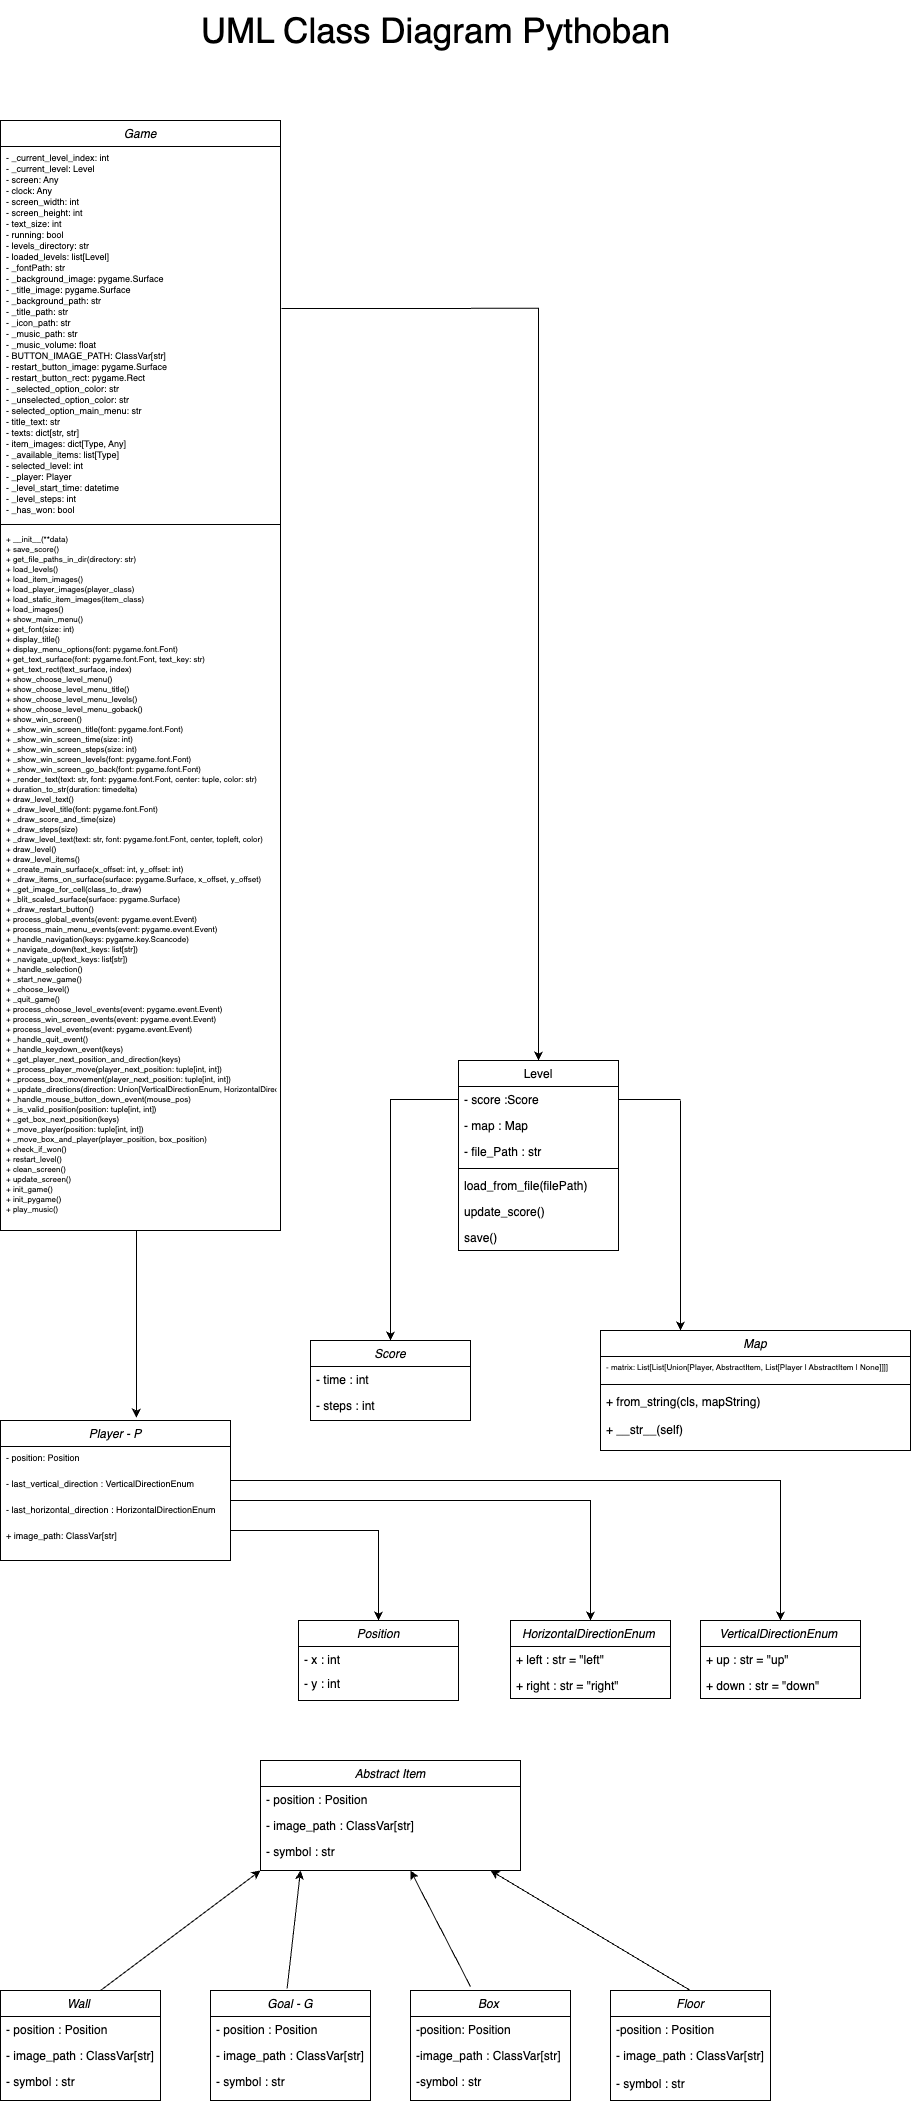 UML Class Diagram Pythoban
Game
- _current_level_index: int
- _current_level: Level
- screen: Any
- clock: Any
- screen_width: int
- screen_height: int
- text_size: int
- running: bool
- levels_directory: str
- loaded_levels: list[Level]
- _fontPath: str
- _background_image: pygame.Surface
- _title_image: pygame.Surface
- _background_path: str
- _title_path: str
- _icon_path: str
- _music_path: str
- _music_volume: float
- BUTTON_IMAGE_PATH: ClassVar[str]
- restart_button_image: pygame.Surface
- restart_button_rect: pygame.Rect
- _selected_option_color: str
- _unselected_option_color: str
- selected_option_main_menu: str
- title_text: str
- texts: dict[str, str]
- item_images: dict[Type, Any]
- _available_items: list[Type]
- selected_level: int
- _player: Player
- _level_start_time: datetime
- _level_steps: int
- _has_won: bool
+ __init__(**data)
+ save_score()
+ get_file_paths_in_dir(directory: str)
+ load_levels()
+ load_item_images()
+ load_player_images(player_class)
+ load_static_item_images(item_class)
+ load_images()
+ show_main_menu()
+ get_font(size: int)
+ display_title()
+ display_menu_options(font: pygame.font.Font)
+ get_text_surface(font: pygame.font.Font, text_key: str)
+ get_text_rect(text_surface, index)
+ show_choose_level_menu()
+ show_choose_level_menu_title()
+ show_choose_level_menu_levels()
+ show_choose_level_menu_goback()
+ show_win_screen()
+ _show_win_screen_title(font: pygame.font.Font)
+ _show_win_screen_time(size: int)
+ _show_win_screen_steps(size: int)
+ _show_win_screen_levels(font: pygame.font.Font)
+ _show_win_screen_go_back(font: pygame.font.Font)
+ _render_text(text: str, font: pygame.font.Font, center: tuple, color: str)
+ duration_to_str(duration: timedelta)
+ draw_level_text()
+ _draw_level_title(font: pygame.font.Font)
+ _draw_score_and_time(size)
+ _draw_steps(size)
+ _draw_level_text(text: str, font: pygame.font.Font, center, topleft, color)
+ draw_level()
+ draw_level_items()
+ _create_main_surface(x_offset: int, y_offset: int)
+ _draw_items_on_surface(surface: pygame.Surface, x_offset, y_offset)
+ _get_image_for_cell(class_to_draw)
+ _blit_scaled_surface(surface: pygame.Surface)
+ _draw_restart_button()
+ process_global_events(event: pygame.event.Event)
+ process_main_menu_events(event: pygame.event.Event)
+ _handle_navigation(keys: pygame.key.Scancode)
+ _navigate_down(text_keys: list[str])
+ _navigate_up(text_keys: list[str])
+ _handle_selection()
+ _start_new_game()
+ _choose_level()
+ _quit_game()
+ process_choose_level_events(event: pygame.event.Event)
+ process_win_screen_events(event: pygame.event.Event)
+ process_level_events(event: pygame.event.Event)
+ _handle_quit_event()
+ _handle_keydown_event(keys)
+ _get_player_next_position_and_direction(keys)
+ _process_player_move(player_next_position: tuple[int, int])
+ _process_box_movement(player_next_position: tuple[int, int])
+ _update_directions(direction: Union[VerticalDirectionEnum, HorizontalDirec
+ _handle_mouse_button_down_event(mouse_pos)
+ _is_valid_position(position: tuple[int, int])
+ _get_box_next_position(keys)
+ _move_player(position: tuple[int, int])
+ _move_box_and_player(player_position, box_position)
+ check_if_won()
+ restart_level()
+ clean_screen()
+ update_screen()
+ init_game()
+ init_pygame()
+ play_music()
Level
- score :Score
- map : Map
- file_Path : str
load_from_file(filePath)
update_score()
save()
Score
- time : int
- steps : int
Map
- matrix: List[List[Union[Player, AbstractItem, List[Player | AbstractItem | None]]]]
+ from_string(cls, mapString)
+ __str__(self)
Player - P
- position: Position
- last_vertical_direction : VerticalDirectionEnum
- last_horizontal_direction : HorizontalDirectionEnum
+ image_path: ClassVar[str]
Position
- x : int
- y : int
HorizontalDirectionEnum
+ left : str = "left"
+ right : str = "right"
VerticalDirectionEnum
+ up : str = "up"
+ down : str = "down"
Abstract Item
- position : Position
- image_path : ClassVar[str]
- symbol : str
Wall
- position : Position
- image_path : ClassVar[str]
- symbol : str
Goal - G
- position : Position
- image_path : ClassVar[str]
- symbol : str
Box
-position: Position
-image_path : ClassVar[str]
-symbol : str
Floor
-position : Position
- image_path : ClassVar[str]
- symbol : str